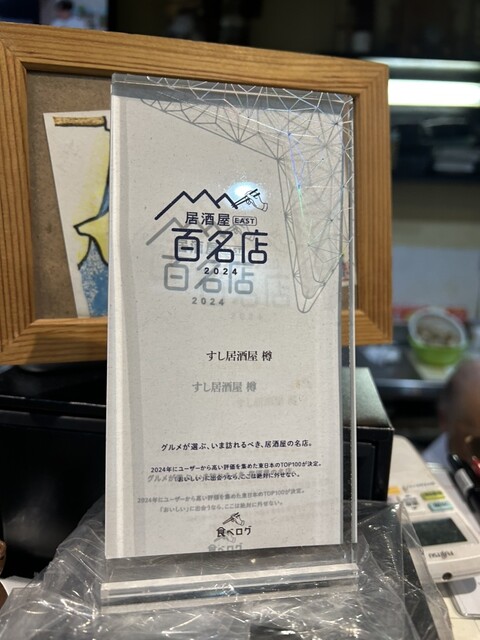 居酒屋 EAST
百名店
2024
すし居酒屋 樽
グルメが選ぶ、いま訪れるべき、居酒屋の名店。
2024年にユーザーから高い評価を集めた東日本のTOP100が決定。
「おいしい」に出会うなら、ここは絶対に外せない。
食べログ
FUJITSU